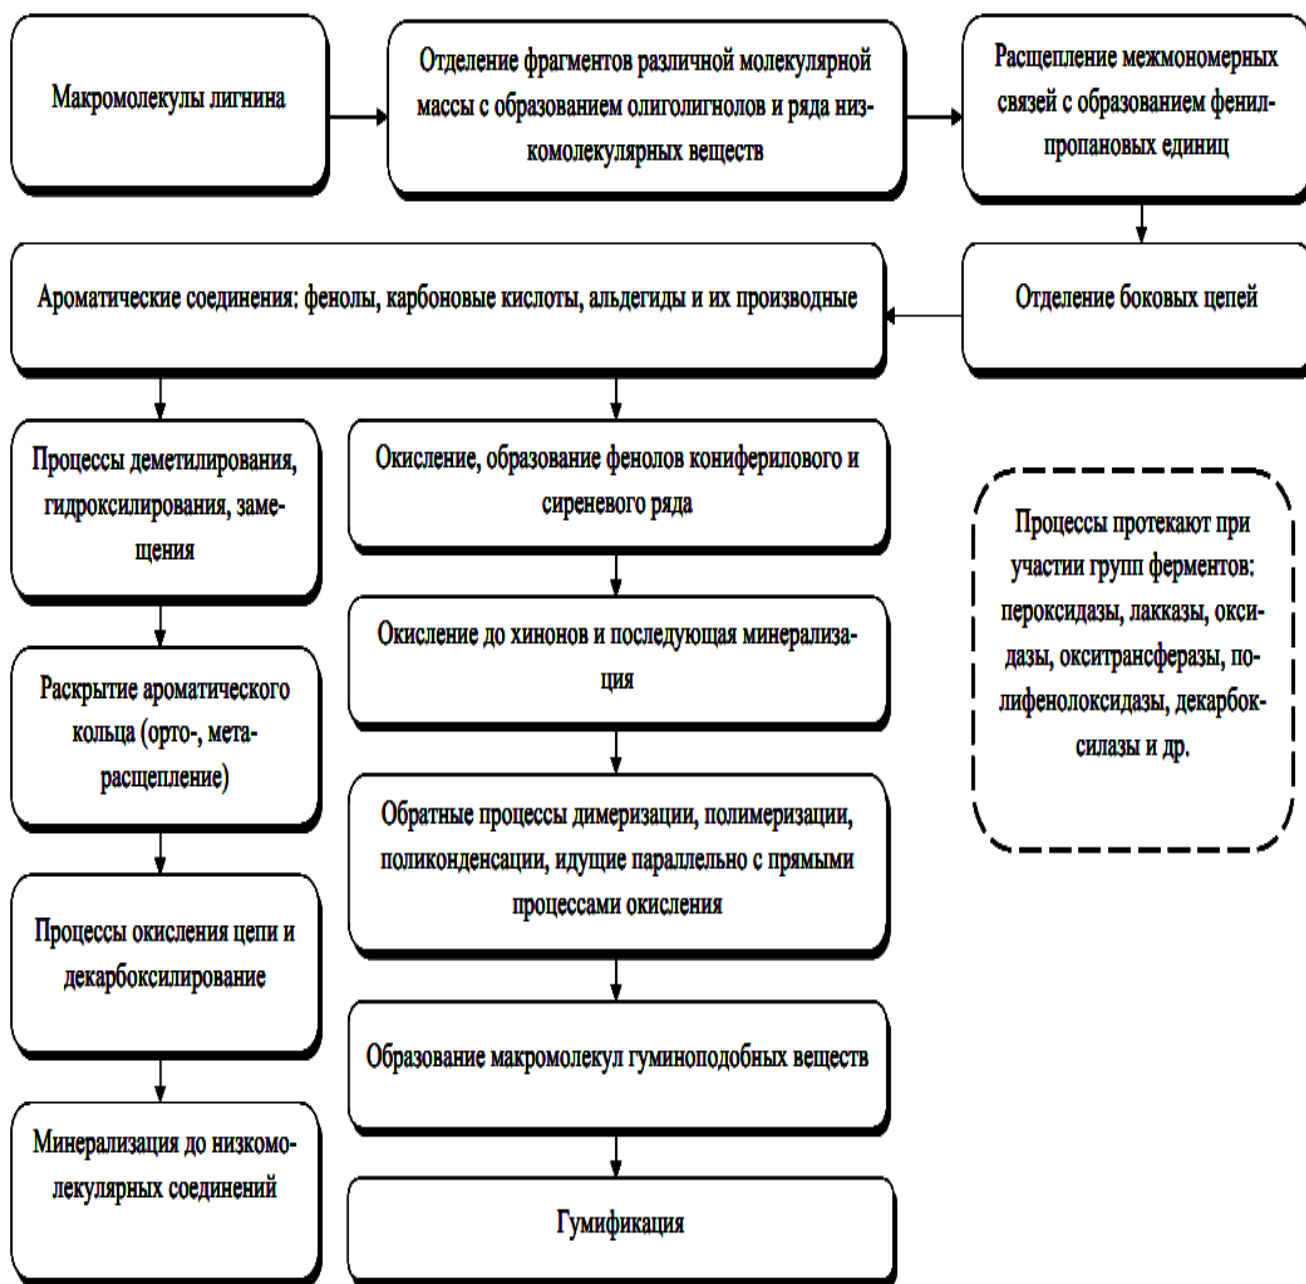 Макромолекулы лигнина
Отделение фрагментов различной молекулярной
массы с образованием олиголигнолов и ряда низ-
комолекулярных веществ
Расщепление межмономерных
связей с образованием фенил-
пропановых единиц
Ароматические соединения: фенолы, карбоновые кислоты, альдегиды и их производные
Отделение боковых цепей
Процессы деметилирования,
гидроксилирования, заме-
щения
Окисление, образование фенолов кониферилового и
сиреневого ряда
Процессы протекают при
участии групп ферментов:
пероксидазы, лакказы, окси-
дазы, окситрансферазы, по-
лифенолоксидазы, декарбок-
силазы и др.
Окисление до хинонов и последующая минерализа-
ция
Раскрытие ароматического
кольца (орто-, мета-
расщепление)
Обратные процессы димеризации, полимеризации,
поликонденсации, идущие параллельно с прямыми
процессами окисления
Процессы окисления цепи и
декарбоксилирование
Образование макромолекул гуминоподобных веществ
Минерализация до низкомо-
лекулярных соединений
Гумификация